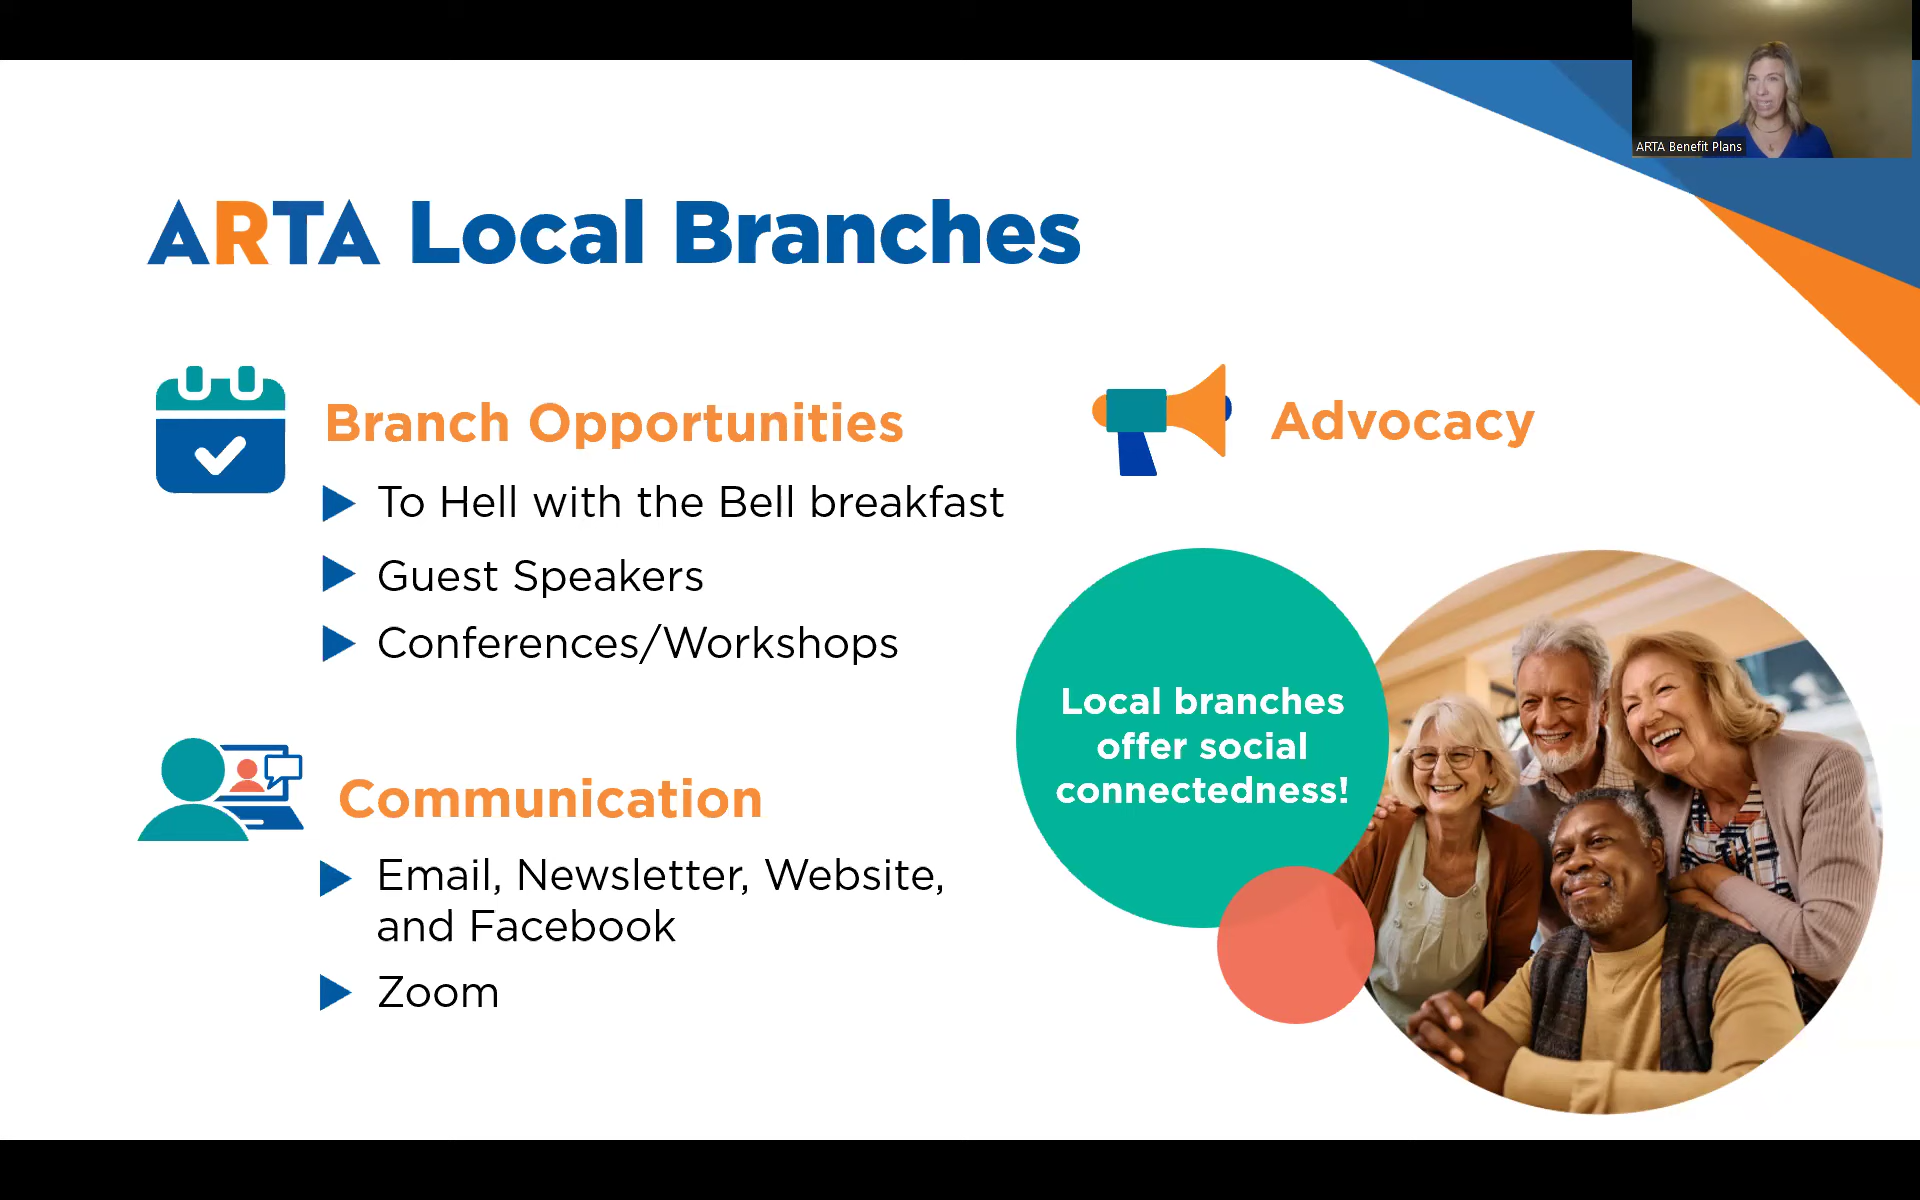 ARTA Benefit Plans
ARTA Local Branches
Branch Opportunities
To Hell with the Bell breakfast
Guest Speakers
Conferences/Workshops
Communication
Email, Newsletter, Website,
and Facebook
Zoom
Advocacy
Local branches
offer social
connectedness!